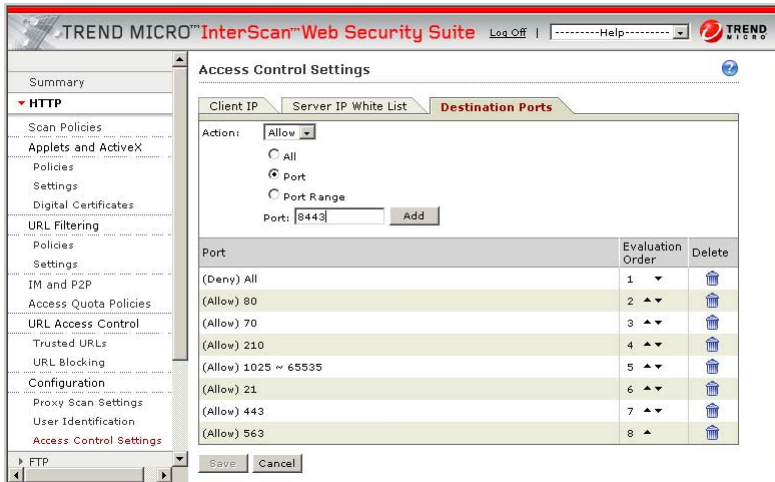 TREND MICRO™ InterScan™ Web Security Suite Log Off | ---------Help--------- TREND MICRO
Summary
HTTP
Scan Policies
Applets and ActiveX
Policies
Settings
Digital Certificates
URL Filtering
Policies
Settings
IM and P2P
Access Quota Policies
URL Access Control
Trusted URLs
URL Blocking
Configuration
Proxy Scan Settings
User Identification
Access Control Settings
FTP
Access Control Settings ?
Client IP Server IP White List Destination Ports
Action: Allow
All
Port
Port Range
Port: 8443 Add
Port Evaluation Order Delete
(Deny) All 1
(Allow) 80 2
(Allow) 70 3
(Allow) 210 4
(Allow) 1025 ~ 65535 5
(Allow) 21 6
(Allow) 443 7
(Allow) 563 8
Save Cancel